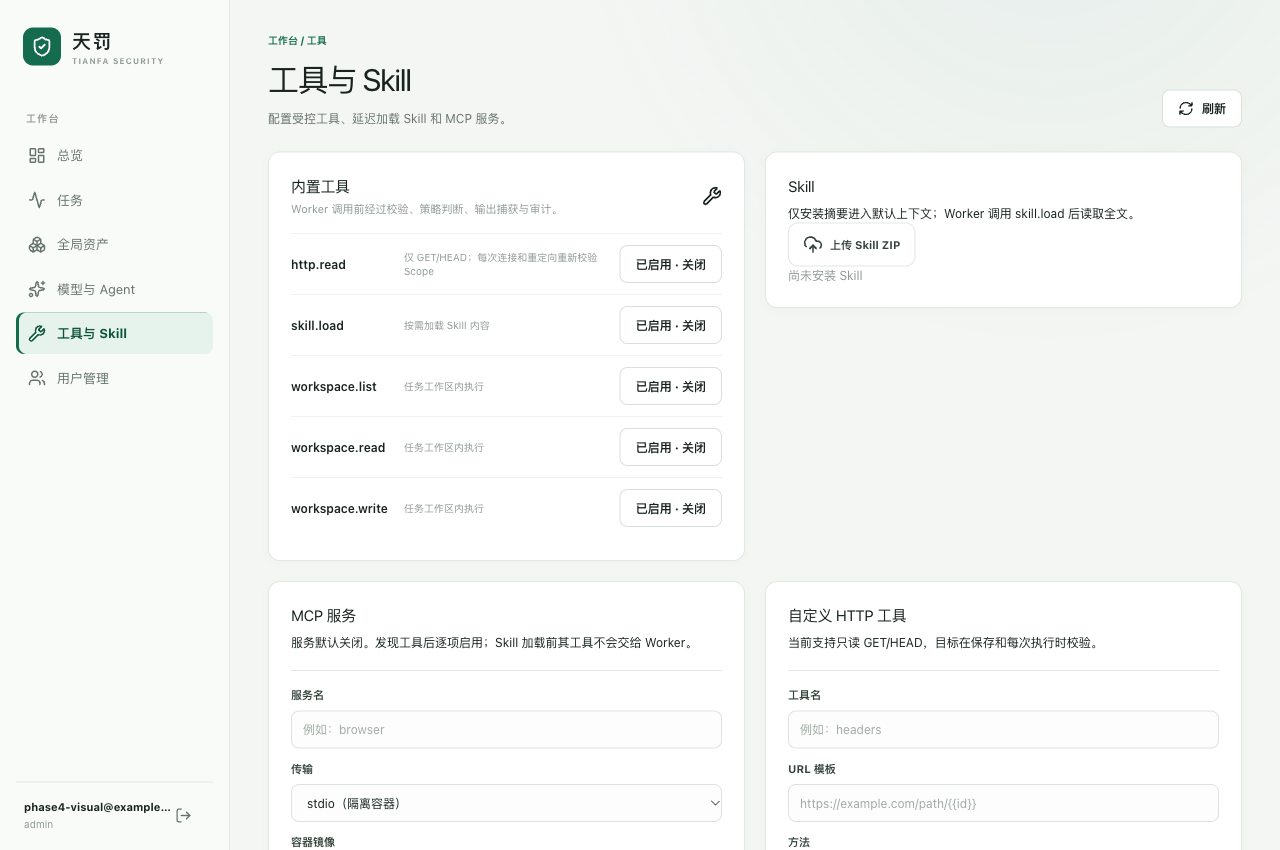 天罚
TIANFA SECURITY
工作台
总览
任务
全局资产
模型与 Agent
工具与 Skill
用户管理
phase4-visual@example...
admin
工作台 / 工具
工具与 Skill
配置受控工具、延迟加载 Skill 和 MCP 服务。
刷新
内置工具
Worker 调用前经过校验、策略判断、输出捕获与审计。
http.read
仅 GET/HEAD；每次连接和重定向重新校验
Scope
已启用 · 关闭
skill.load
按需加载 Skill 内容
已启用 · 关闭
workspace.list
任务工作区内执行
已启用 · 关闭
workspace.read
任务工作区内执行
已启用 · 关闭
workspace.write
任务工作区内执行
已启用 · 关闭
Skill
仅安装摘要进入默认上下文；Worker 调用 skill.load 后读取全文。
上传 Skill ZIP
尚未安装 Skill
MCP 服务
服务默认关闭。发现工具后逐项启用；Skill 加载前其工具不会交给 Worker。
服务名
例如：browser
传输
stdio（隔离容器）
容器镜像
自定义 HTTP 工具
当前支持只读 GET/HEAD，目标在保存和每次执行时校验。
工具名
例如：headers
URL 模板
https://example.com/path/{{id}}
方法